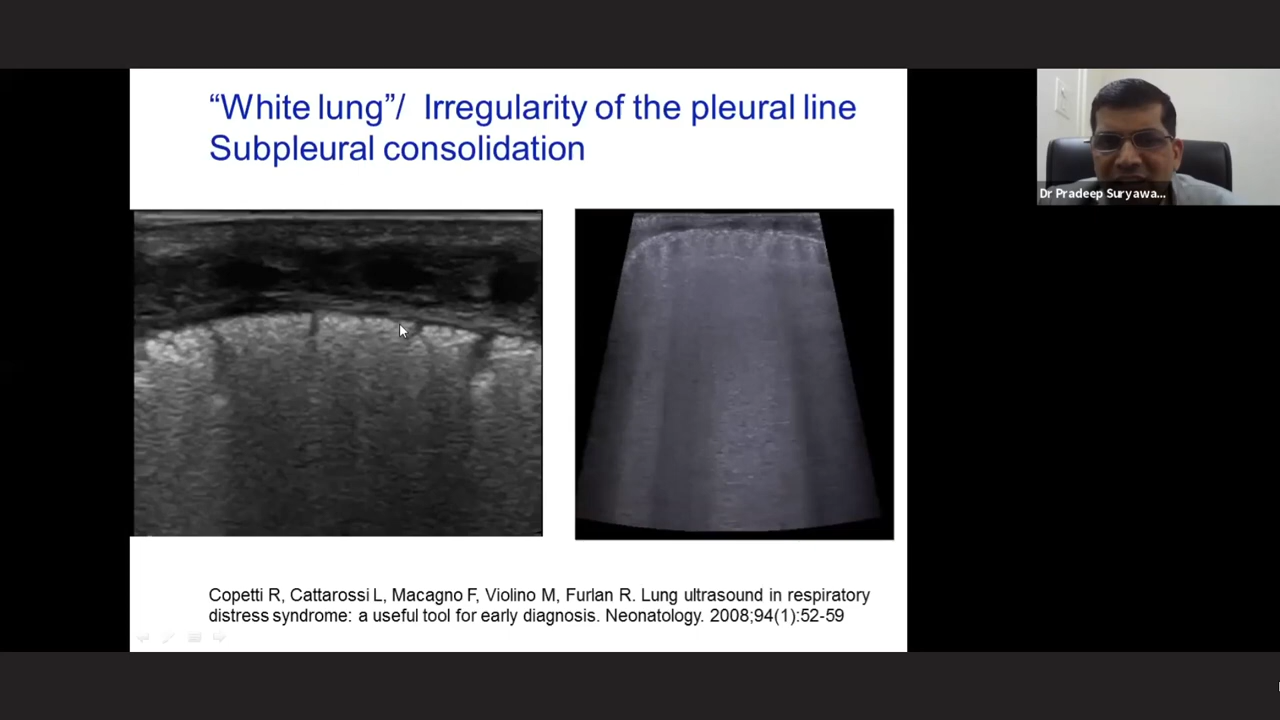 “White lung”/ Irregularity of the pleural line
Subpleural consolidation
Dr Pradeep Suryawa...
Copetti R, Cattarossi L, Macagno F, Violino M, Furlan R. Lung ultrasound in respiratory
distress syndrome: a useful tool for early diagnosis. Neonatology. 2008;94(1):52-59